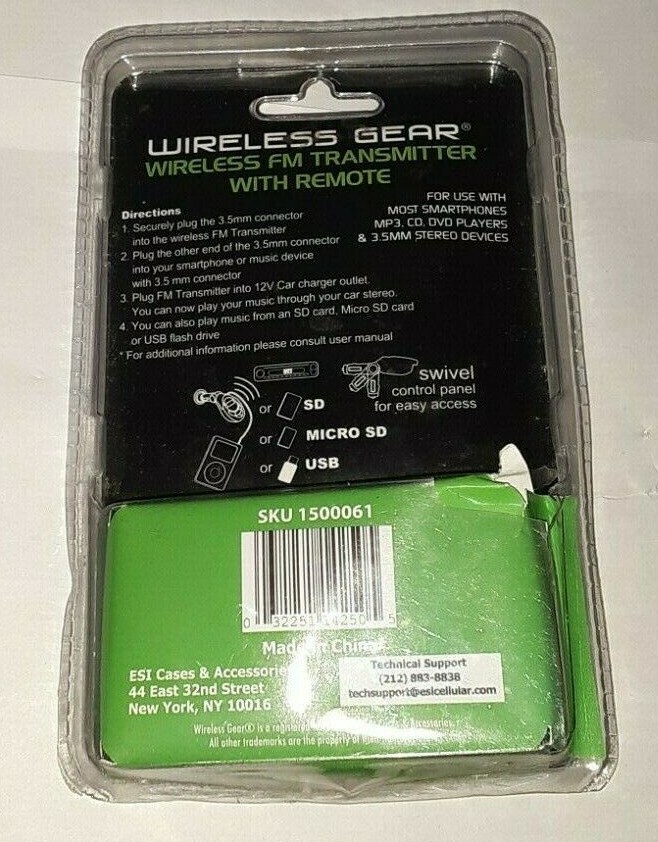 WIRELESS GEAR®
WIRELESS FM TRANSMITTER
WITH REMOTE
FOR USE WITH
MOST SMARTPHONES
MP3, CD, DVD PLAYERS
& 3.5MM STEREO DEVICES
Directions
1. Securely plug the 3.5mm connector
into the wireless FM Transmitter
2. Plug the other end of the 3.5mm connector
into your smartphone or music device
with 3.5 mm connector
3. Plug FM Transmitter into 12V Car charger outlet.
You can now play your music through your car stereo.
4. You can also play music from an SD card, Micro SD card
or USB flash drive
* For additional information please consult user manual
swivel
control panel
for easy access
or SD
or MICRO SD
or USB
SKU 1500061
0 32251 14250 5
Made in China
ESI Cases & Accessories
44 East 32nd Street
New York, NY 10016
Technical Support
(212) 883-8838
techsupport@esicellular.com
Wireless Gear® is a registered & Accessories.
All other trademarks are the property of